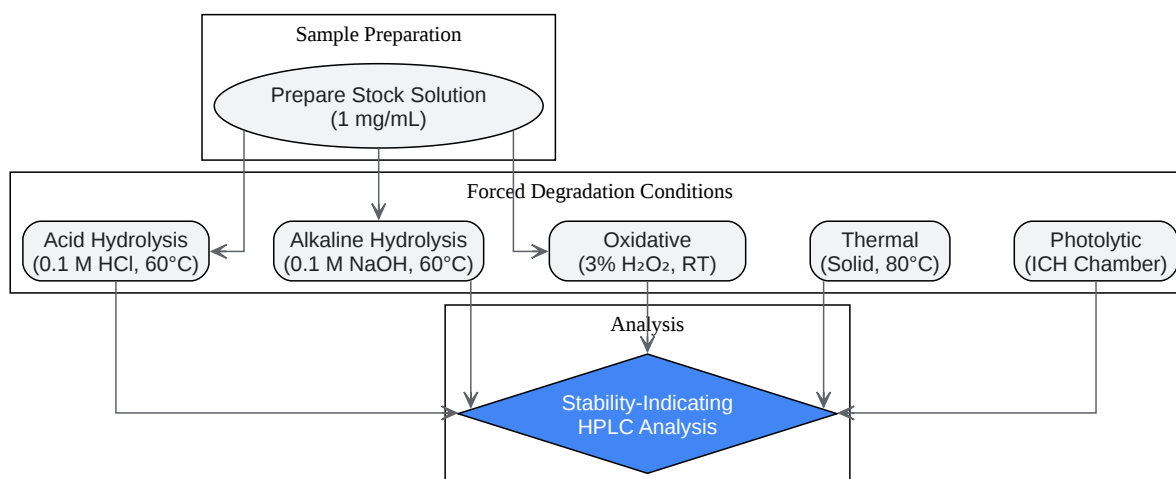 Sample Preparation
Prepare Stock Solution
(1 mg/mL)
Forced Degradation Conditions
Acid Hydrolysis
(0.1 M HCl, 60°C)
Alkaline Hydrolysis
(0.1 M NaOH, 60°C)
Oxidative
(3% H₂O₂, RT)
Thermal
(Solid, 80°C)
Photolytic
(ICH Chamber)
Analysis
Stability-Indicating
HPLC Analysis